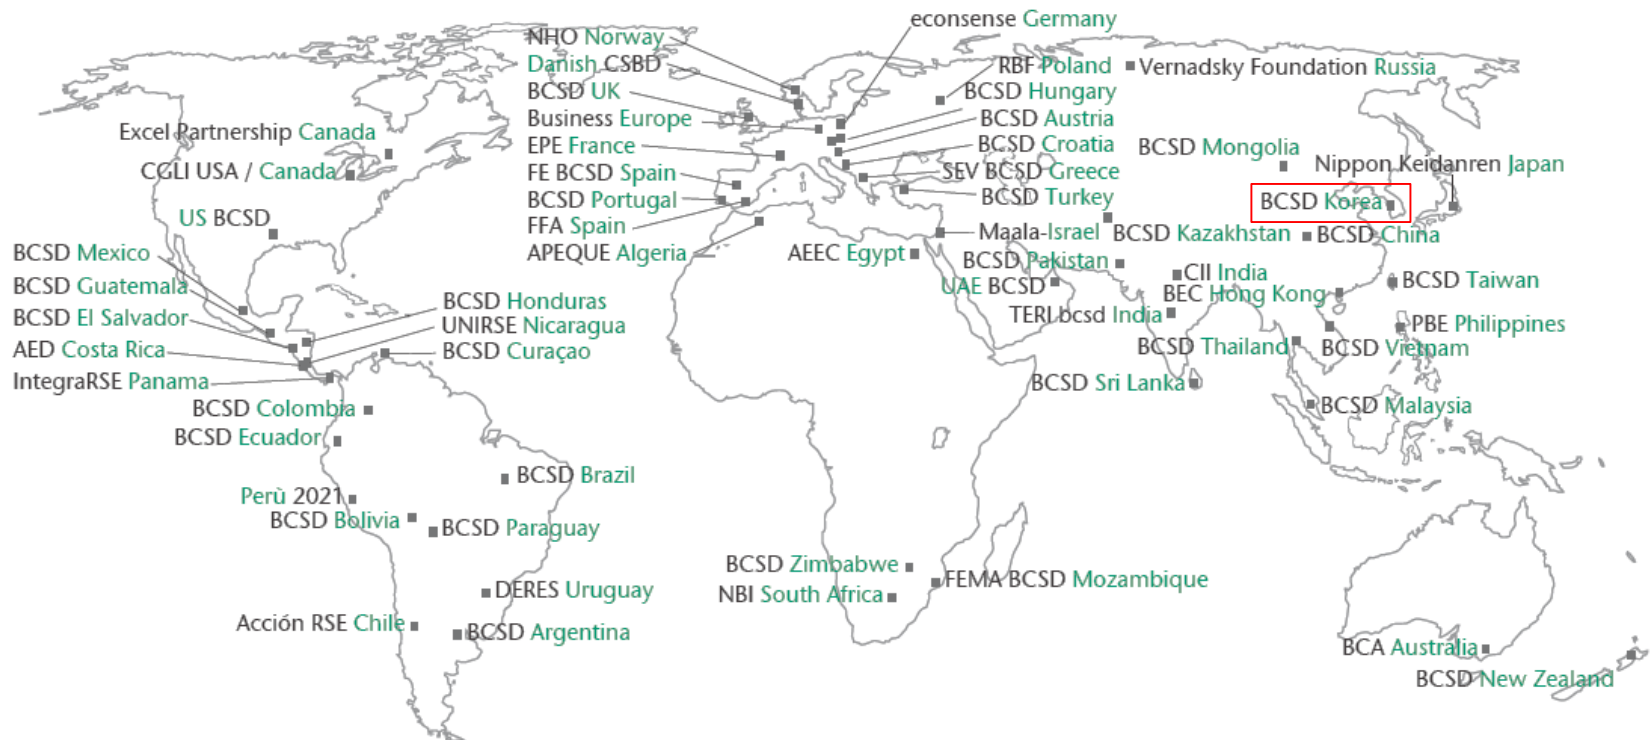 econsense Germany
NHO Norway
Danish CSBD
RBF Poland
Vernadsky Foundation Russia
BCSD UK
BCSD Hungary
Business Europe
BCSD Austria
Excel Partnership Canada
EPE France
BCSD Croatia
BCSD Mongolia
Nippon Keidanren Japan
CGLI USA / Canada
FE BCSD Spain
SEV BCSD Greece
BCSD Portugal
BCSD Turkey
BCSD Korea
US BCSD
FFA Spain
Maala-Israel
BCSD Kazakhstan
BCSD China
BCSD Mexico
APEQUE Algeria
AEEC Egypt
BCSD Pakistan
CII India
BCSD Taiwan
BCSD Guatemala
UAE BCSD
BEC Hong Kong
BCSD Honduras
BCSD El Salvador
UNIRSE Nicaragua
TERI bcsd India
PBE Philippines
AED Costa Rica
BCSD Curaçao
BCSD Thailand
BCSD Vietnam
IntegraRSE Panama
BCSD Sri Lanka
BCSD Colombia
BCSD Malaysia
BCSD Ecuador
BCSD Brazil
Perù 2021
BCSD Bolivia
BCSD Paraguay
BCSD Zimbabwe
FEMA BCSD Mozambique
DERES Uruguay
NBI South Africa
Acción RSE Chile
BCSD Argentina
BCA Australia
BCSD New Zealand